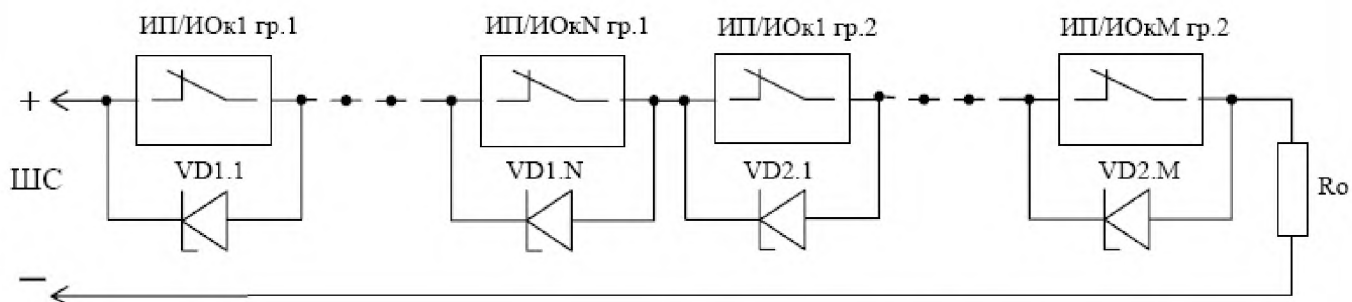 ИП/ИОк1 гр.1
ИП/ИОкN гр.1
ИП/ИОк1 гр.2
ИП/ИОкМ гр.2
+
ШС
VD1.1
VD1.N
VD2.1
VD2.M
Ro
−